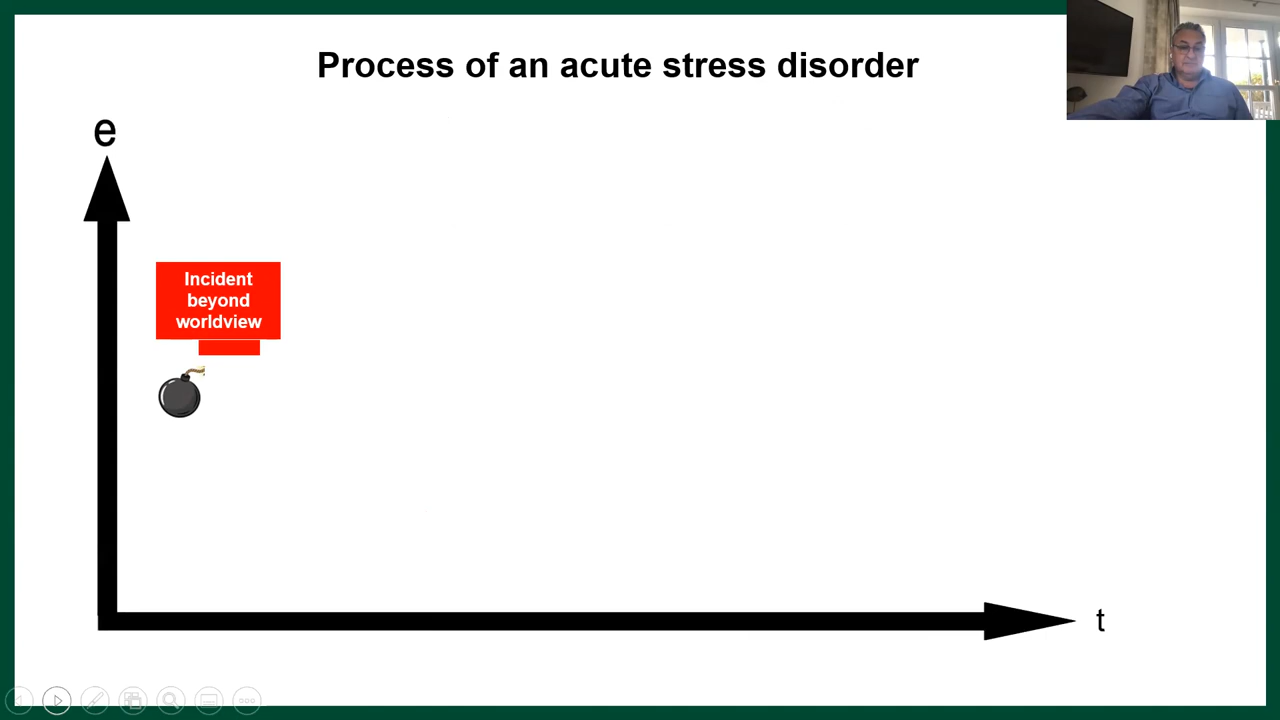 Process of an acute stress disorder
e
Incident
beyond
worldview
t